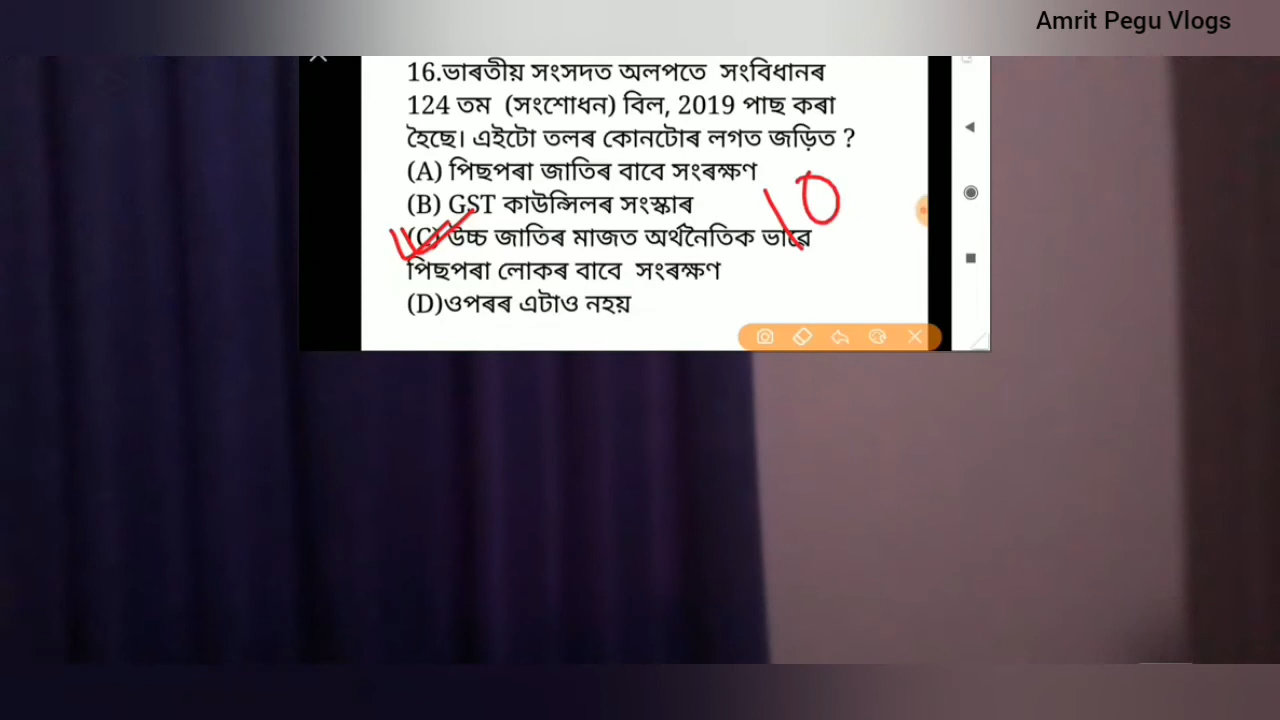 Amrit Pegu Vlogs
16.ভাৰতীয় সংসদত অলপতে সংবিধানৰ
124 তম (সংশোধন) বিল, 2019 পাছ কৰা
হৈছে। এইটো তলৰ কোনটোৰ লগত জড়িত ?
(A) পিছপৰা জাতিৰ বাবে সংৰক্ষণ
(B) GST কাউন্সিলৰ সংস্কাৰ
(C) উচ্চ জাতিৰ মাজত অৰ্থনৈতিক ভাৱে
পিছপৰা লোকৰ বাবে সংৰক্ষণ
(D)ওপৰৰ এটাও নহয়
10